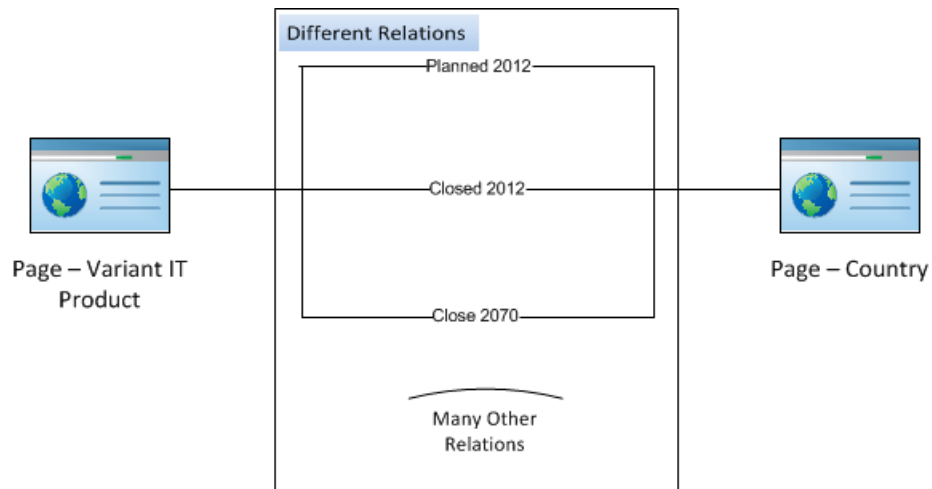 Different Relations
Planned 2012
Closed 2012
Page – Variant IT
Product
Page – Country
Close 2070
Many Other
Relations